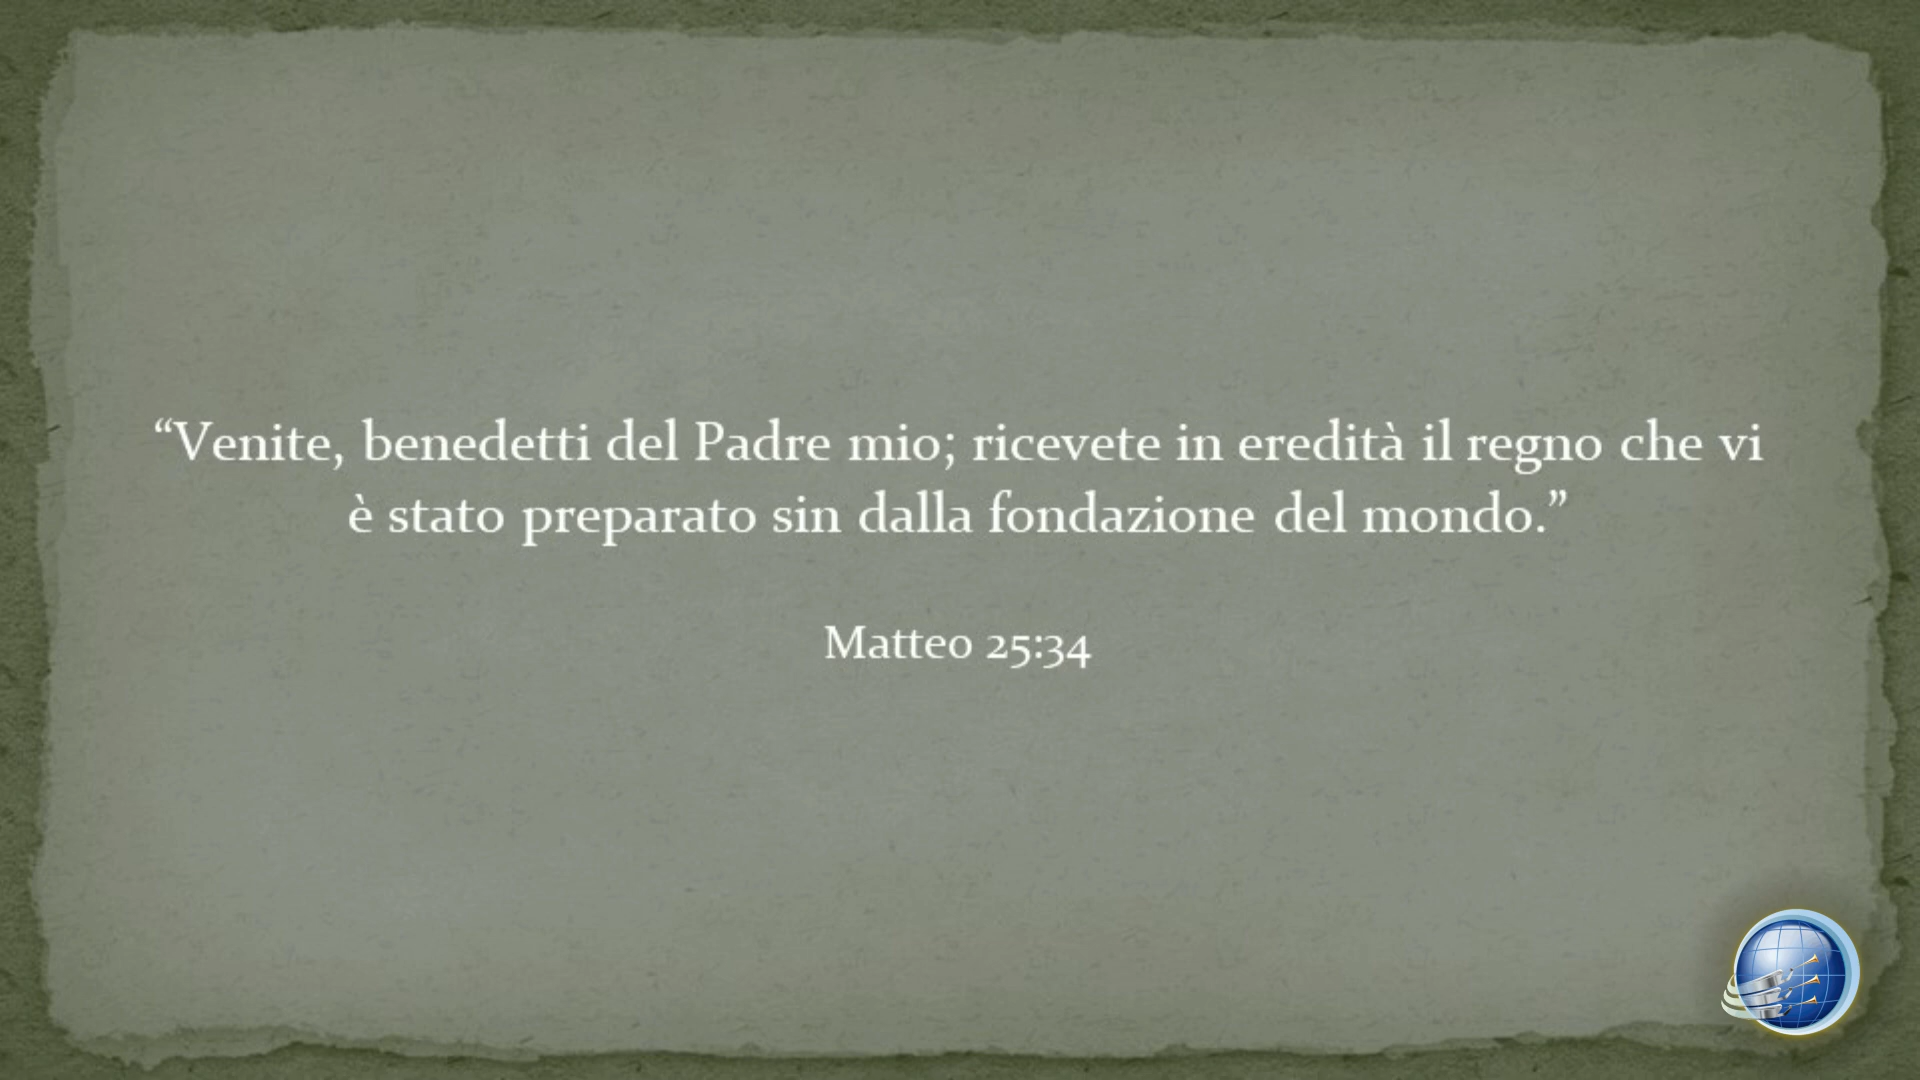 “Venite, benedetti del Padre mio; ricevete in eredità il regno che vi
è stato preparato sin dalla fondazione del mondo.”
Matteo 25:34